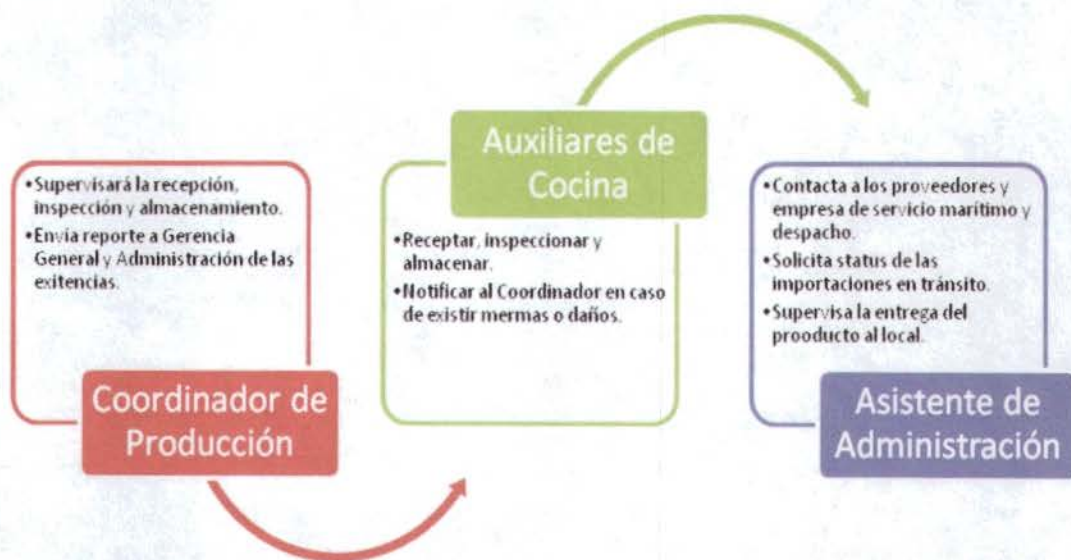 •Supervisará la recepción,
inspección y almacenamiento.
•Envía reporte a Gerencia
General y Administración de las
exitencias.
Coordinador de
Producción
Auxiliares de
Cocina
•Receptar, inspeccionar y
almacenar.
•Notificar al Coordinador en caso
de existir mermas o daños.
•Contacta a los proveedores y
empresa de servicio marítimo y
despacho.
•Solicita status de las
importaciones en tránsito.
•Supervisa la entrega del
prooducto al local.
Asistente de
Administración